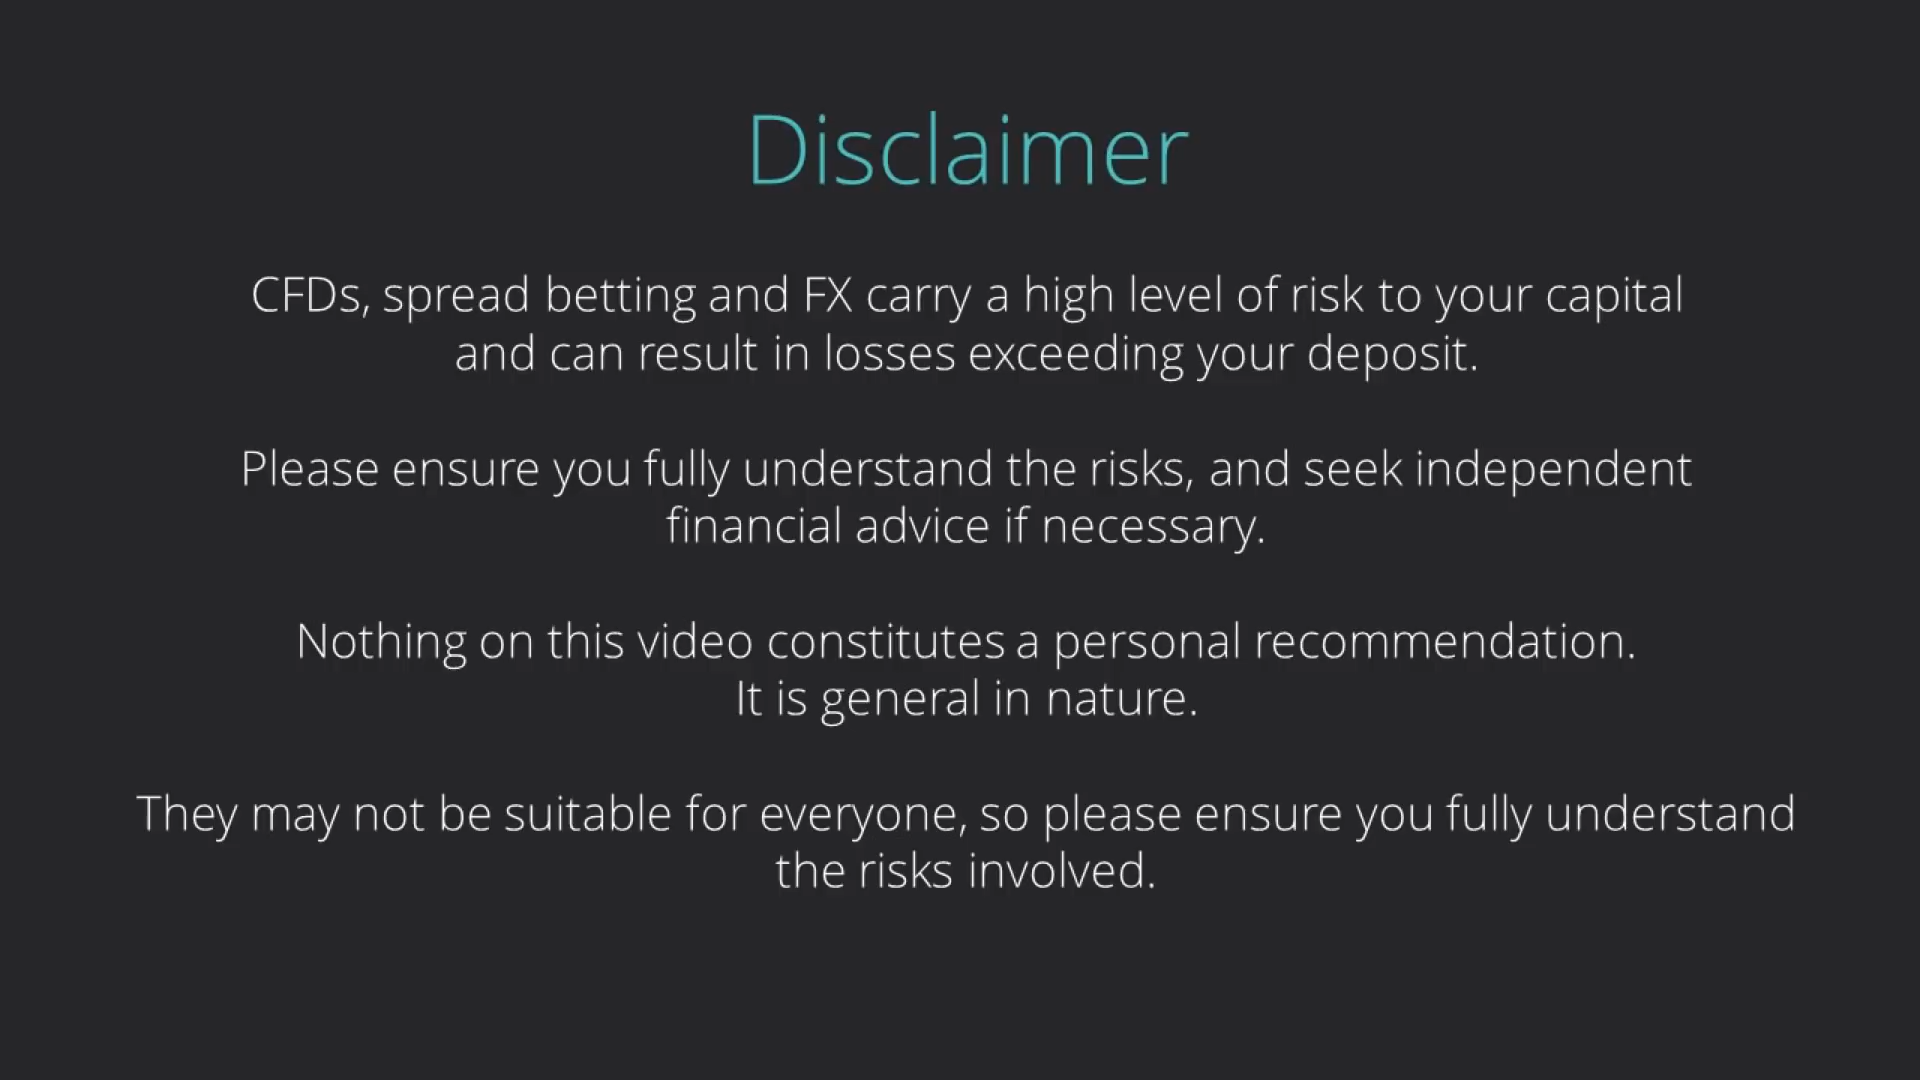 Disclaimer
CFDs, spread betting and FX carry a high level of risk to your capital
and can result in losses exceeding your deposit.
Please ensure you fully understand the risks, and seek independent
financial advice if necessary.
Nothing on this video constitutes a personal recommendation.
It is general in nature.
They may not be suitable for everyone, so please ensure you fully understand
the risks involved.